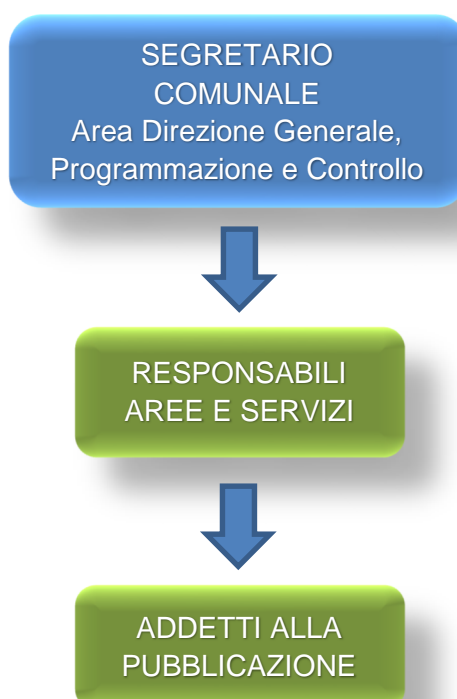 SEGRETARIO
COMUNALE
Area Direzione Generale,
Programmazione e Controllo
RESPONSABILI
AREE E SERVIZI
ADDETTI ALLA
PUBBLICAZIONE